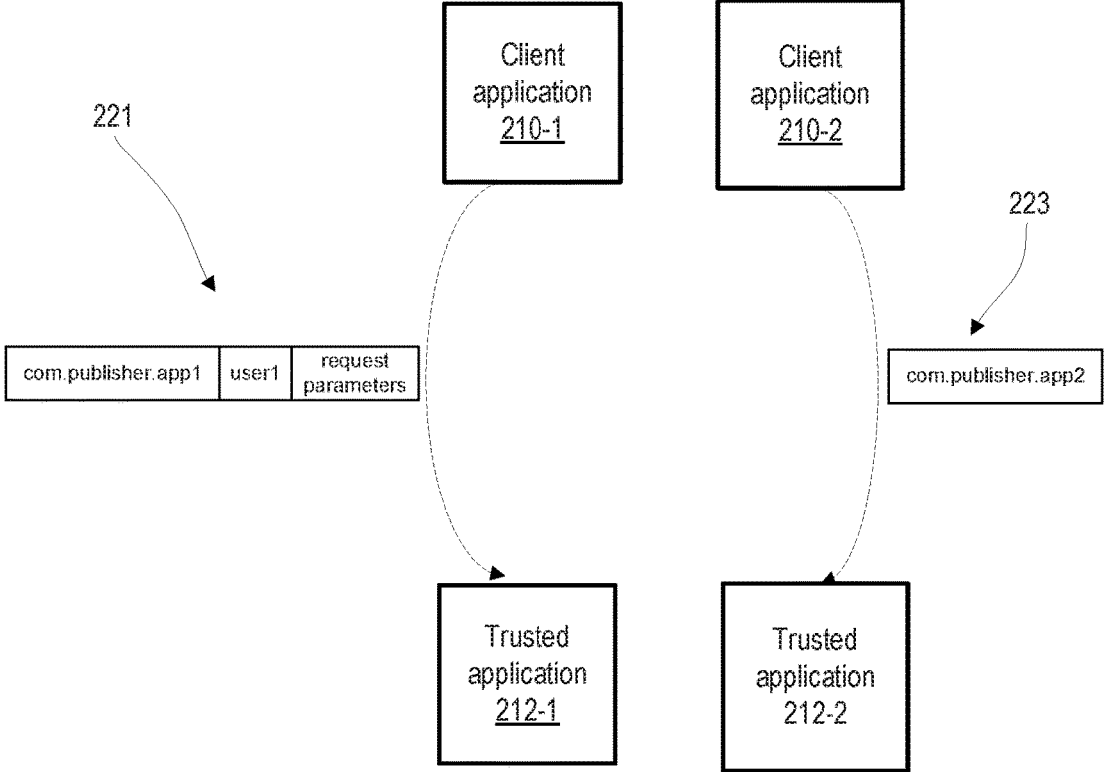 Client
application
210-1
Client
application
210-2
221
223
com.publisher.app1
user1
request
parameters
com.publisher.app2
Trusted
application
212-1
Trusted
application
212-2